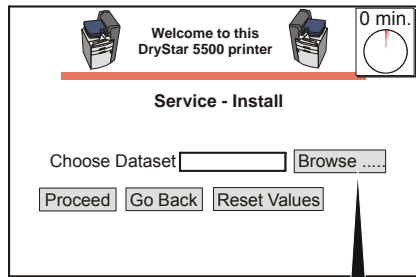 Welcome to this
DryStar 5500 printer
0 min.
Service - Install
Choose Dataset Browse .....
Proceed Go Back Reset Values